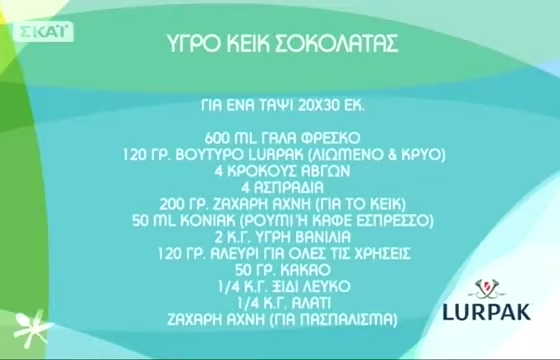 ΣΚΑΪ
ΥΓΡΟ ΚΕΙΚ ΣΟΚΟΛΑΤΑΣ
ΓΙΑ ΕΝΑ ΤΑΨΙ 20X30 ΕΚ.
600 ML ΓΑΛΑ ΦΡΕΣΚΟ
120 ΓΡ. ΒΟΥΤΥΡΟ LURPAK (ΛΙΩΜΕΝΟ & ΚΡΥΟ)
4 ΚΡΟΚΟΥΣ ΑΒΓΩΝ
4 ΑΣΠΡΑΔΙΑ
200 ΓΡ. ΖΑΧΑΡΗ ΑΧΝΗ (ΓΙΑ ΤΟ ΚΕΙΚ)
50 ML ΚΟΝΙΑΚ (ΡΟΥΜΙ Ή ΚΑΦΕ ΕΣΠΡΕΣΣΟ)
2 Κ.Γ. ΥΓΡΗ ΒΑΝΙΛΙΑ
120 ΓΡ. ΑΛΕΥΡΙ ΓΙΑ ΟΛΕΣ ΤΙΣ ΧΡΗΣΕΙΣ
50 ΓΡ. ΚΑΚΑΟ
1/4 Κ.Γ. ΞΙΔΙ ΛΕΥΚΟ
1/4 Κ.Γ. ΑΛΑΤΙ
ΖΑΧΑΡΗ ΑΧΝΗ (ΓΙΑ ΠΑΣΠΑΛΙΣΜΑ)
LURPAK